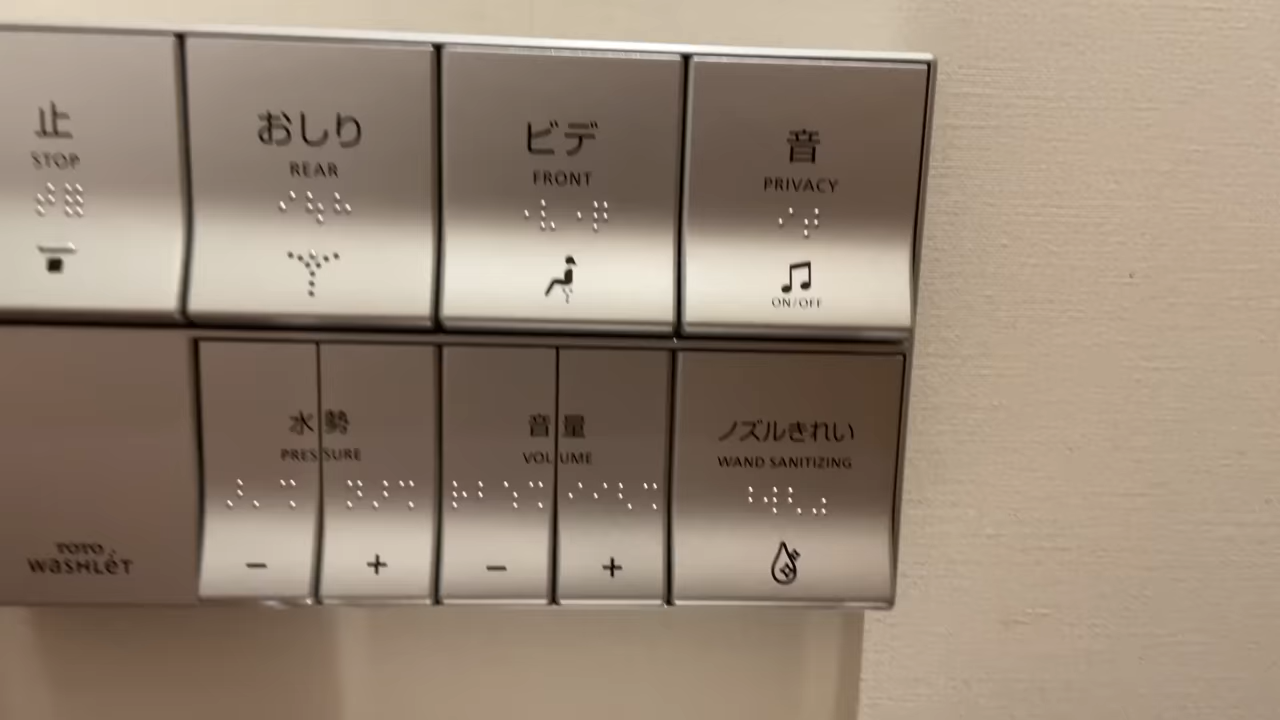 止
STOP
おしり
REAR
ビデ
FRONT
音
PRIVACY
ON/OFF
水勢
PRESSURE
− +
音量
VOLUME
− +
ノズルきれい
WAND SANITIZING
TOTO
WASHLET